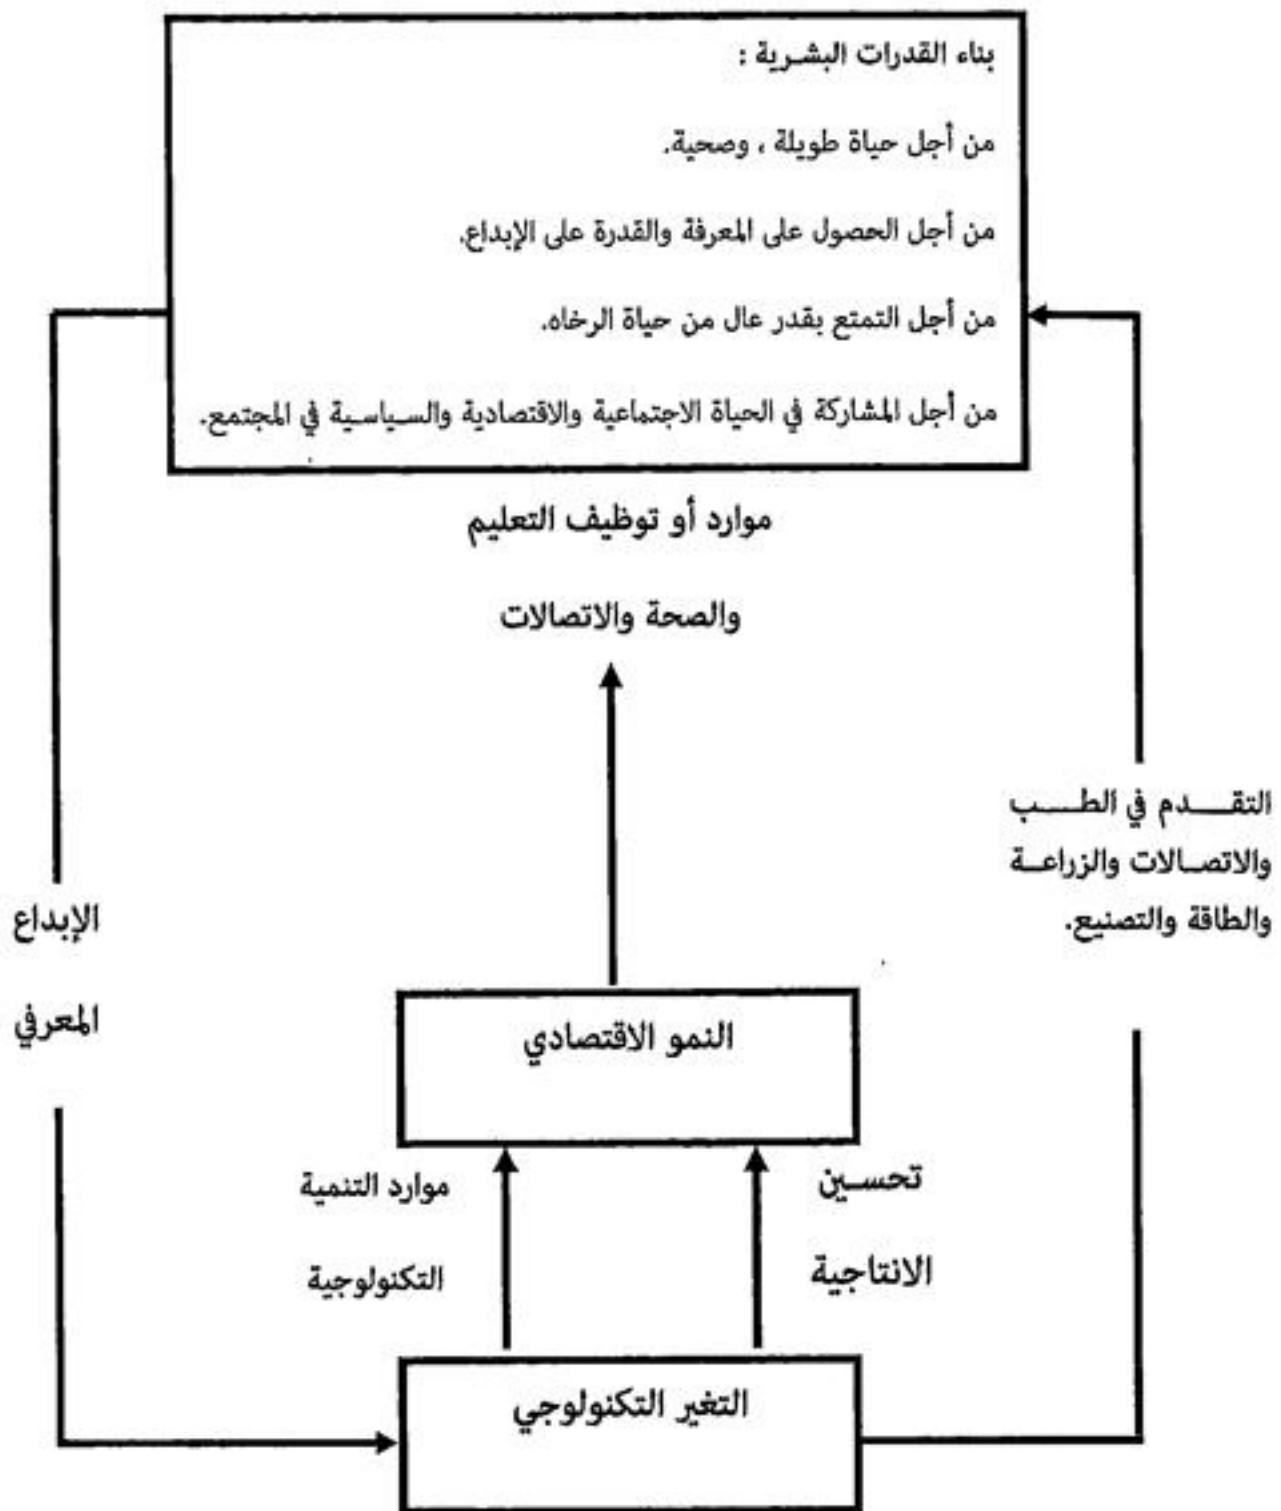 بناء القدرات البشرية :
من أجل حياة طويلة ، وصحية.
من أجل الحصول على المعرفة والقدرة على الإبداع.
من أجل التمتع بقدر عال من حياة الرخاه.
من أجل المشاركة في الحياة الاجتماعية والاقتصادية والسياسية في المجتمع.
موارد أو توظيف التعليم
والصحة والاتصالات
التقدم في الطب
والاتصالات والزراعة
والطاقة والتصنيع.
الإبداع
المعرفي
النمو الاقتصادي
تحسين
الانتاجية
موارد التنمية
التكنولوجية
التغير التكنولوجي